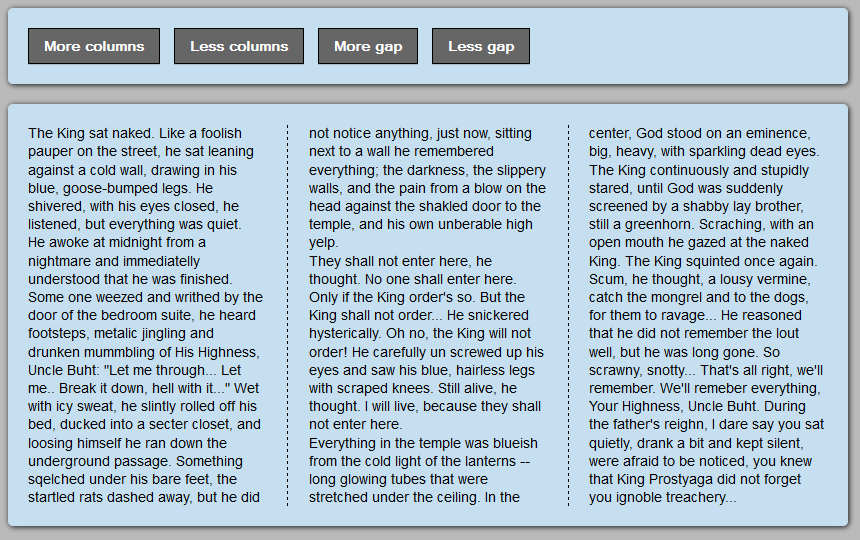 More columns
Less columns
More gap
Less gap
The King sat naked. Like a foolish
pauper on the street, he sat leaning
against a cold wall, drawing in his
blue, goose-bumped legs. He
shivered, with his eyes closed, he
listened, but everything was quiet.
He awoke at midnight from a
nightmare and immediatelly
understood that he was finished.
Some one weezed and writhed by the
door of the bedroom suite, he heard
footsteps, metalic jingling and
drunken mummbling of His Highness,
Uncle Buht: "Let me through... Let
me.. Break it down, hell with it..." Wet
with icy sweat, he slintly rolled off his
bed, ducked into a secter closet, and
loosing himself he ran down the
underground passage. Something
sqelched under his bare feet, the
startled rats dashed away, but he did
not notice anything, just now, sitting
next to a wall he remembered
everything; the darkness, the slippery
walls, and the pain from a blow on the
head against the shakled door to the
temple, and his own unberable high
yelp.
They shall not enter here, he
thought. No one shall enter here.
Only if the King order's so. But the
King shall not order... He snickered
hysterically. Oh no, the King will not
order! He carefully un screwed up his
eyes and saw his blue, hairless legs
with scraped knees. Still alive, he
thought. I will live, because they shall
not enter here.
Everything in the temple was blueish
from the cold light of the lanterns --
long glowing tubes that were
stretched under the ceiling. In the
center, God stood on an eminence,
big, heavy, with sparkling dead eyes.
The King continuously and stupidly
stared, until God was suddenly
screened by a shabby lay brother,
still a greenhorn. Scraching, with an
open mouth he gazed at the naked
King. The King squinted once again.
Scum, he thought, a lousy vermine,
catch the mongrel and to the dogs,
for them to ravage... He reasoned
that he did not remember the lout
well, but he was long gone. So
scrawny, snotty... That's all right, we'll
remember. We'll remeber everything,
Your Highness, Uncle Buht. During
the father's reighn, I dare say you sat
quietly, drank a bit and kept silent,
were afraid to be noticed, you knew
that King Prostyaga did not forget
you ignoble treachery...